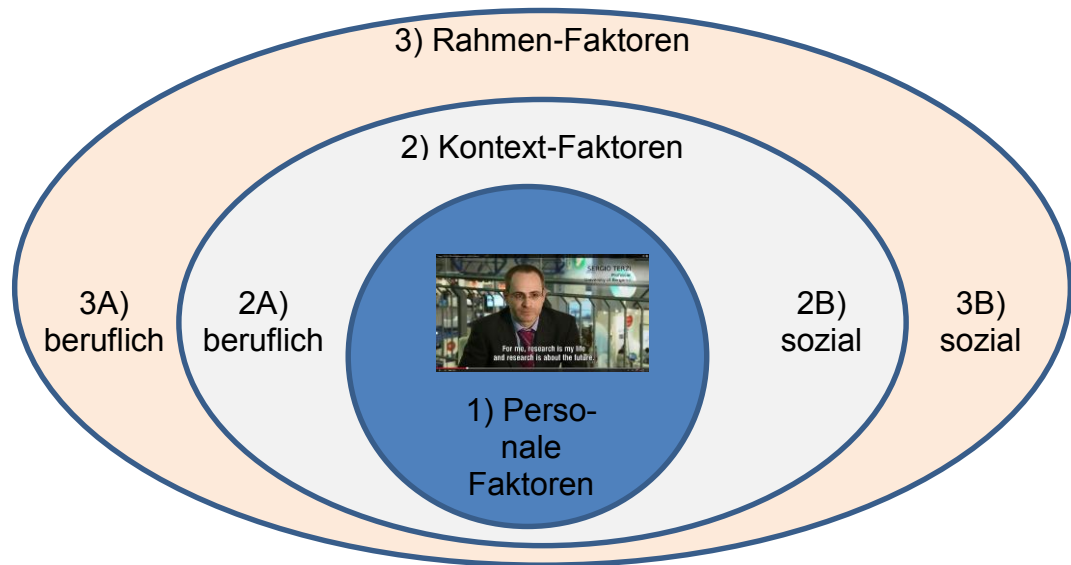 3) Rahmen-Faktoren
2) Kontext-Faktoren
SERGIO TERZI
3A)
beruflich
2A)
beruflich
2B)
sozial
3B)
sozial
For me, research is my life
and research is about the future.
1) Perso-
nale
Faktoren